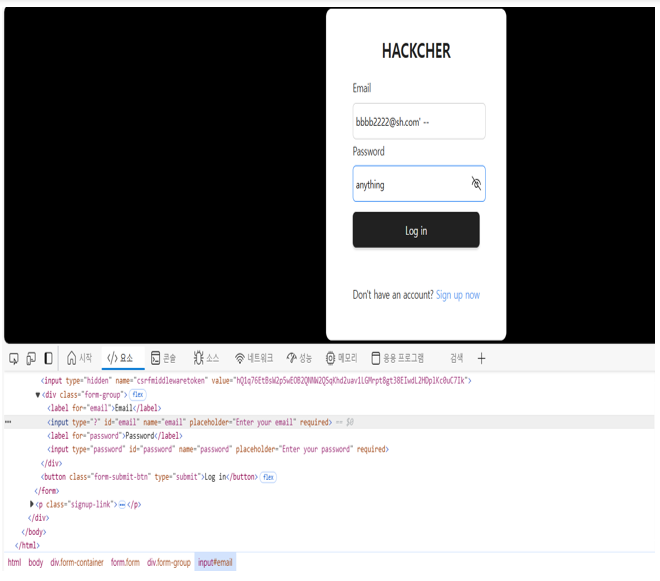 HACKCHER
Email
bbbb2222@sh.com' --
Password
anything
Log in
Don't have an account? Sign up now
시작 </> 요소 콘솔 소스 네트워크 성능 메모리 응용 프로그램 검색 +
<input type="hidden" name="csrfmiddlewaretoken" value="hQ1q76EtBsW2p5wEOB2QNNW2QSqKhd2uav1LGMrptBgt38EIwdL2HDplKc0uC7Ik">
▼<div class="form-group"> flex
<label for="email">Email</label>
••• <input type="?" id="email" name="email" placeholder="Enter your email" required> == $0
<label for="password">Password</label>
<input type="password" id="password" name="password" placeholder="Enter your password" required>
</div>
<button class="form-submit-btn" type="submit">Log in</button> flex
</form>
▶<p class="signup-link">…</p>
</div>
</body>
</html>
html body div.form-container form.form div.form-group input#email